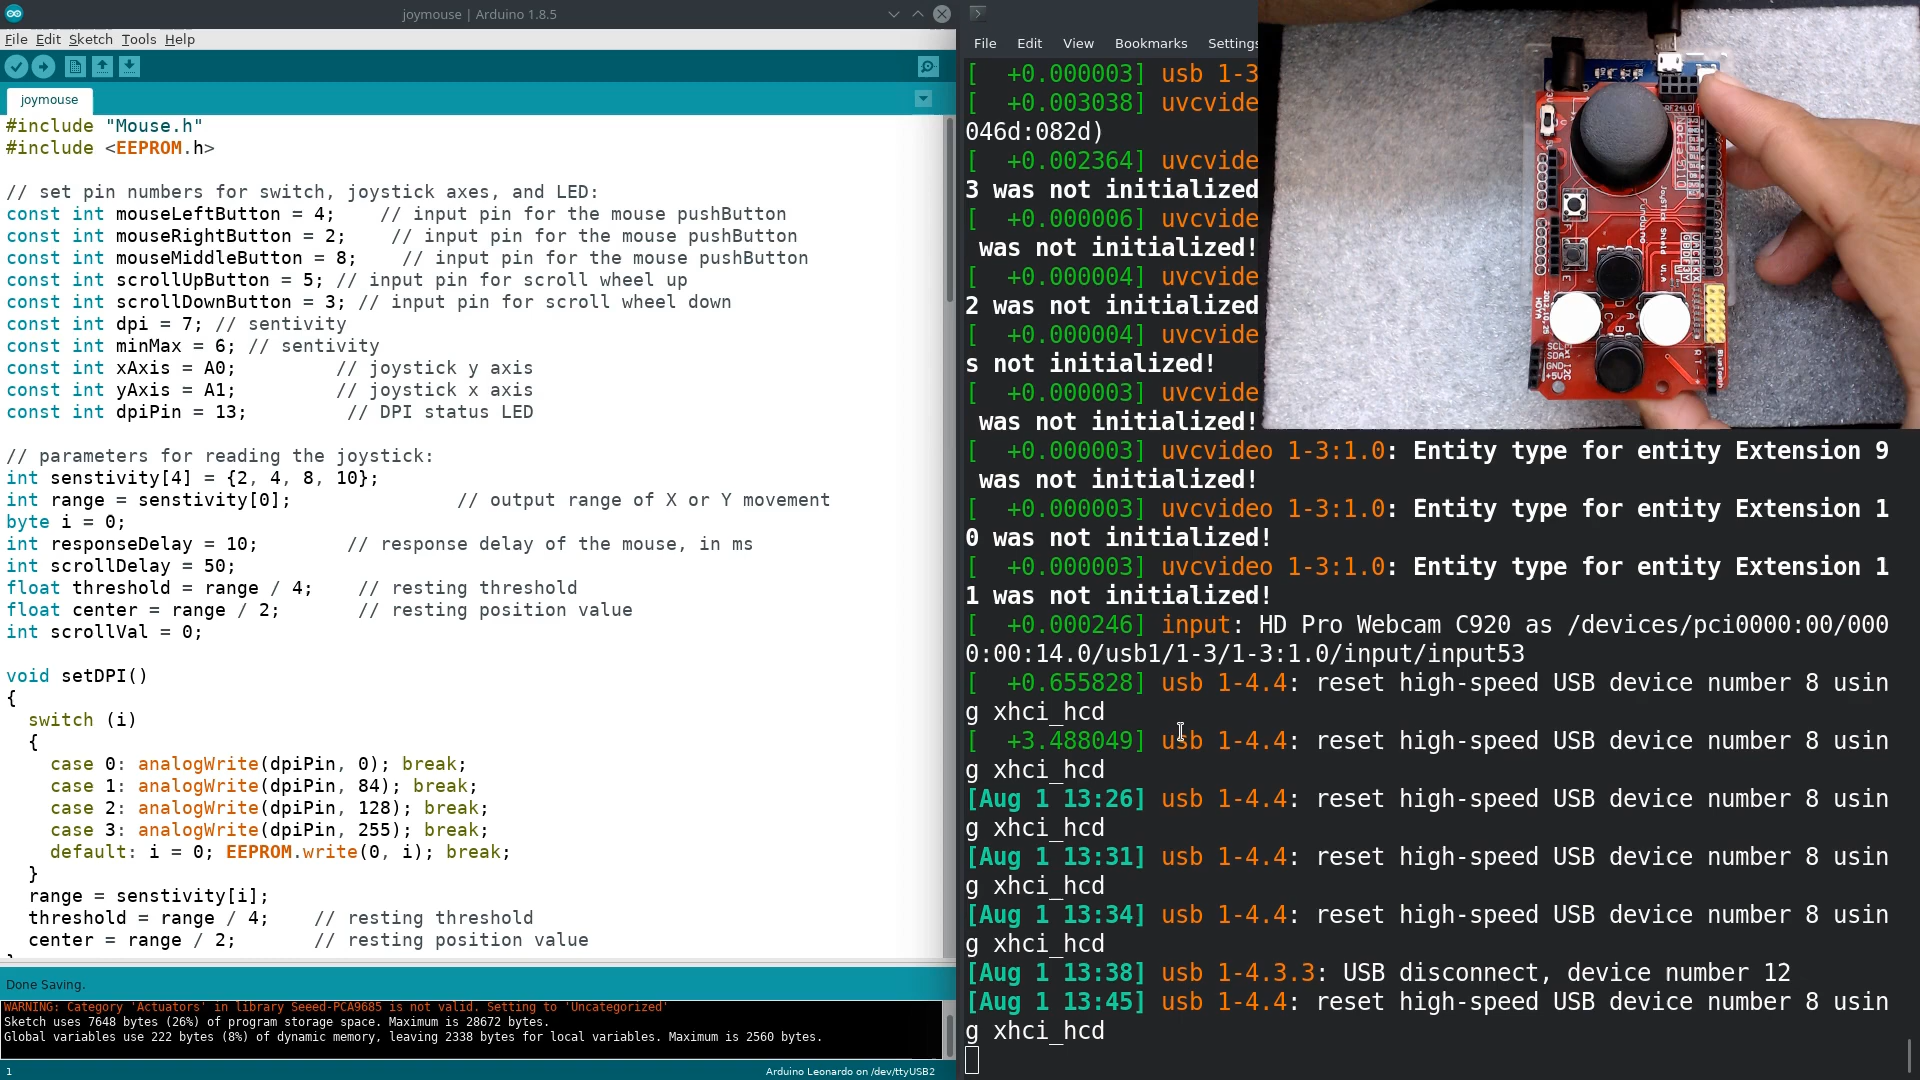 joymouse | Arduino 1.8.5
File Edit Sketch Tools Help
joymouse
#include "Mouse.h"
#include <EEPROM.h>
// set pin numbers for switch, joystick axes, and LED:
const int mouseLeftButton = 4;    // input pin for the mouse pushButton
const int mouseRightButton = 2;    // input pin for the mouse pushButton
const int mouseMiddleButton = 8;    // input pin for the mouse pushButton
const int scrollUpButton = 5; // input pin for scroll wheel up
const int scrollDownButton = 3; // input pin for scroll wheel down
const int dpi = 7; // sentivity
const int minMax = 6; // sentivity
const int xAxis = A0;         // joystick y axis
const int yAxis = A1;         // joystick x axis
const int dpiPin = 13;         // DPI status LED
// parameters for reading the joystick:
int senstivity[4] = {2, 4, 8, 10};
int range = senstivity[0];               // output range of X or Y movement
byte i = 0;
int responseDelay = 10;        // response delay of the mouse, in ms
int scrollDelay = 50;
float threshold = range / 4;    // resting threshold
float center = range / 2;       // resting position value
int scrollVal = 0;
void setDPI()
{
  switch (i)
  {
    case 0: analogWrite(dpiPin, 0); break;
    case 1: analogWrite(dpiPin, 84); break;
    case 2: analogWrite(dpiPin, 128); break;
    case 3: analogWrite(dpiPin, 255); break;
    default: i = 0; EEPROM.write(0, i); break;
  }
  range = senstivity[i];
  threshold = range / 4;    // resting threshold
  center = range / 2;       // resting position value
Done Saving.
WARNING: Category 'Actuators' in library Seeed-PCA9685 is not valid. Setting to 'Uncategorized'
Sketch uses 7648 bytes (26%) of program storage space. Maximum is 28672 bytes.
Global variables use 222 bytes (8%) of dynamic memory, leaving 2338 bytes for local variables. Maximum is 2560 bytes.
1 Arduino Leonardo on /dev/ttyUSB2
File Edit View Bookmarks Settings
[  +0.000003] usb 1-3
[  +0.003038] uvcvide
046d:082d)
[  +0.002364] uvcvide
3 was not initialized
[  +0.000006] uvcvide
 was not initialized!
[  +0.000004] uvcvide
2 was not initialized
[  +0.000004] uvcvide
s not initialized!
[  +0.000003] uvcvide
 was not initialized!
[  +0.000003] uvcvideo 1-3:1.0: Entity type for entity Extension 9
 was not initialized!
[  +0.000003] uvcvideo 1-3:1.0: Entity type for entity Extension 1
0 was not initialized!
[  +0.000003] uvcvideo 1-3:1.0: Entity type for entity Extension 1
1 was not initialized!
[  +0.000246] input: HD Pro Webcam C920 as /devices/pci0000:00/000
0:00:14.0/usb1/1-3/1-3:1.0/input/input53
[  +0.655828] usb 1-4.4: reset high-speed USB device number 8 usin
g xhci_hcd
[  +3.488049] usb 1-4.4: reset high-speed USB device number 8 usin
g xhci_hcd
[Aug 1 13:26] usb 1-4.4: reset high-speed USB device number 8 usin
g xhci_hcd
[Aug 1 13:31] usb 1-4.4: reset high-speed USB device number 8 usin
g xhci_hcd
[Aug 1 13:34] usb 1-4.4: reset high-speed USB device number 8 usin
g xhci_hcd
[Aug 1 13:38] usb 1-4.3.3: USB disconnect, device number 12
[Aug 1 13:45] usb 1-4.4: reset high-speed USB device number 8 usin
g xhci_hcd
Joystick Shield V1.A
Funduino
Nokia 5110
SCL
SDA
GND
+5V